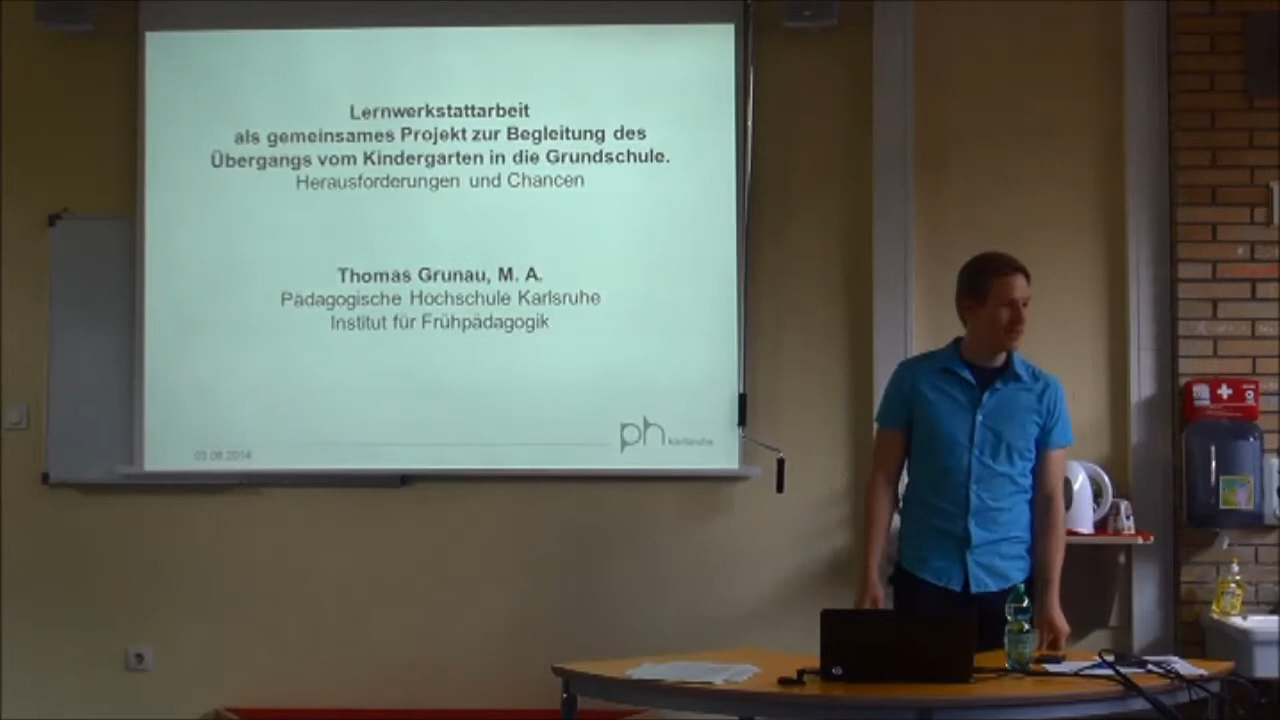 Lernwerkstattarbeit
als gemeinsames Projekt zur Begleitung des
Übergangs vom Kindergarten in die Grundschule.
Herausforderungen und Chancen
Thomas Grunau, M. A.
Pädagogische Hochschule Karlsruhe
Institut für Frühpädagogik
ph karlsruhe
03.06.2014